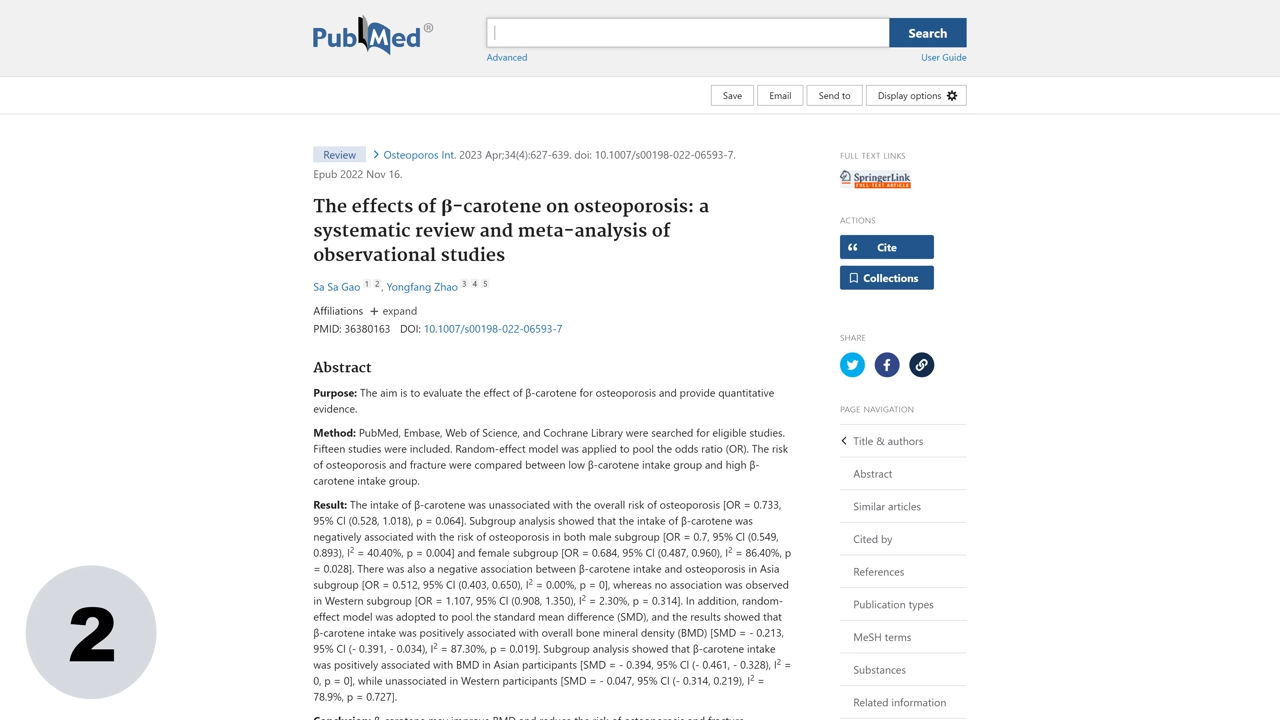 PubMed®
Search
Advanced
User Guide
Save
Email
Send to
Display options
Review
Osteoporos Int. 2023 Apr;34(4):627-639. doi: 10.1007/s00198-022-06593-7.
Epub 2022 Nov 16.
The effects of β-carotene on osteoporosis: a
systematic review and meta-analysis of
observational studies
Sa Sa Gao 1 2, Yongfang Zhao 3 4 5
Affiliations + expand
PMID: 36380163 DOI: 10.1007/s00198-022-06593-7
Abstract
Purpose: The aim is to evaluate the effect of β-carotene for osteoporosis and provide quantitative
evidence.
Method: PubMed, Embase, Web of Science, and Cochrane Library were searched for eligible studies.
Fifteen studies were included. Random-effect model was applied to pool the odds ratio (OR). The risk
of osteoporosis and fracture were compared between low β-carotene intake group and high β-
carotene intake group.
Result: The intake of β-carotene was unassociated with the overall risk of osteoporosis [OR = 0.733,
95% CI (0.528, 1.018), p = 0.064]. Subgroup analysis showed that the intake of β-carotene was
negatively associated with the risk of osteoporosis in both male subgroup [OR = 0.7, 95% CI (0.549,
0.893), I2 = 40.40%, p = 0.004] and female subgroup [OR = 0.684, 95% CI (0.487, 0.960), I2 = 86.40%, p
= 0.028]. There was also a negative association between β-carotene intake and osteoporosis in Asia
subgroup [OR = 0.512, 95% CI (0.403, 0.650), I2 = 0.00%, p = 0], whereas no association was observed
in Western subgroup [OR = 1.107, 95% CI (0.908, 1.350), I2 = 2.30%, p = 0.314]. In addition, random-
effect model was adopted to pool the standard mean difference (SMD), and the results showed that
β-carotene intake was positively associated with overall bone mineral density (BMD) [SMD = - 0.213,
95% CI (- 0.391, - 0.034), I2 = 87.30%, p = 0.019]. Subgroup analysis showed that β-carotene intake
was positively associated with BMD in Asian participants [SMD = - 0.394, 95% CI (- 0.461, - 0.328), I2 =
0, p = 0], while unassociated in Western participants [SMD = - 0.047, 95% CI (- 0.314, 0.219), I2 =
78.9%, p = 0.727].
Conclusion: β-carotene may improve BMD and reduce the risk of osteoporosis and fracture.
FULL TEXT LINKS
SpringerLink
FULL-TEXT ARTICLE
ACTIONS
Cite
Collections
SHARE
PAGE NAVIGATION
Title & authors
Abstract
Similar articles
Cited by
References
Publication types
MeSH terms
Substances
Related information
2